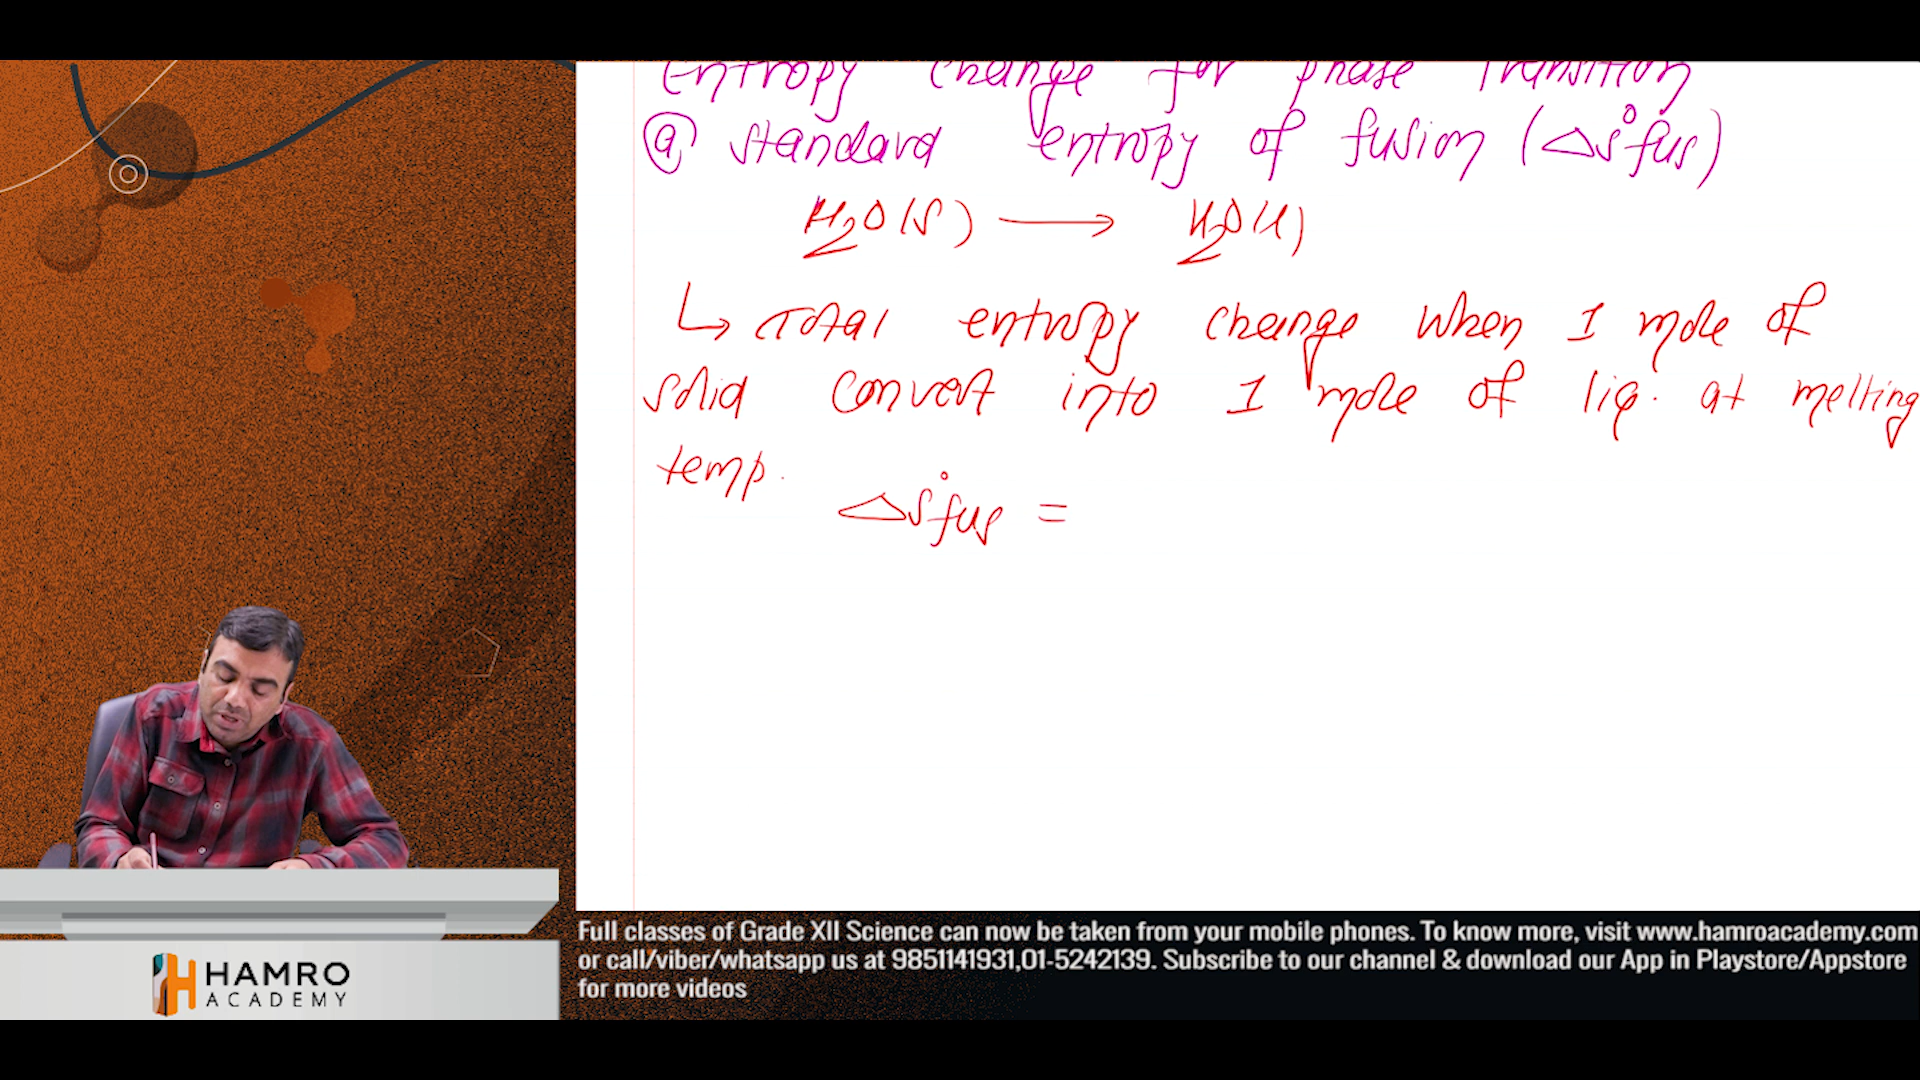 Entropy change for phase Transition
(a) standard entropy of fusion (ΔS°fus)
H2O(S) → H2O(l)
↳ Total entropy change when 1 mole of
solid convert into 1 mole of liq. at melting
temp.
ΔS°fus =
Full classes of Grade XII Science can now be taken from your mobile phones. To know more, visit www.hamroacademy.com
or call/viber/whatsapp us at 9851141931,01-5242139. Subscribe to our channel & download our App in Playstore/Appstore
for more videos
HAMRO
ACADEMY